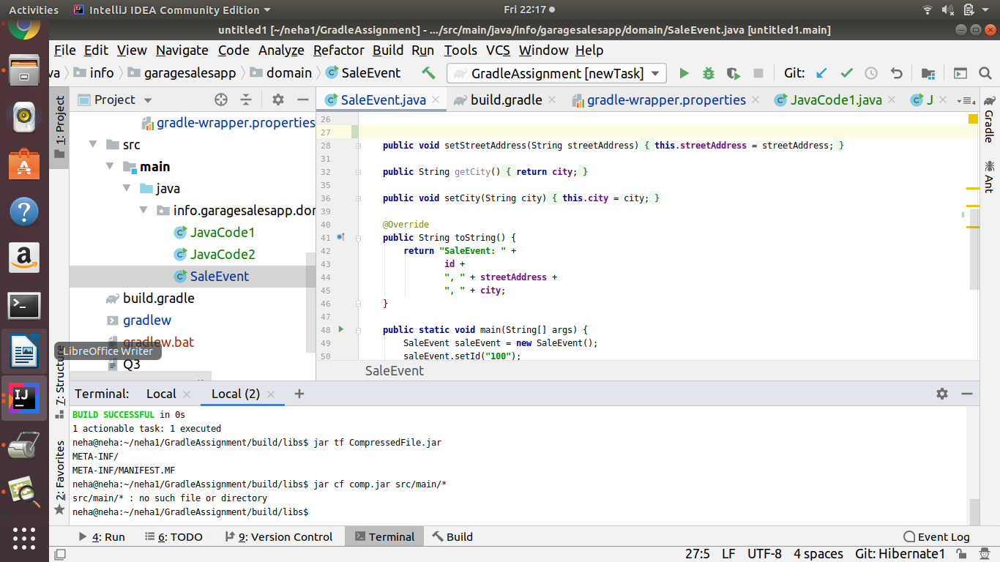 Activities IntelliJ IDEA Community Edition Fri 22:17
untitled1 [~/neha1/GradleAssignment] - .../src/main/java/info/garagesalesapp/domain/SaleEvent.java [untitled1.main]
File Edit View Navigate Code Analyze Refactor Build Run Tools VCS Window Help
va info garagesalesapp domain SaleEvent GradleAssignment [newTask] Git:
1: Project
Project
SaleEvent.java build.gradle gradle-wrapper.properties JavaCode1.java J 4
gradle-wrapper.properties
src
main
java
info.garagesalesapp.dor
JavaCode1
JavaCode2
SaleEvent
build.gradle
gradlew
gradlew.bat
LibreOffice Writer
Q3
26
27
28 public void setStreetAddress(String streetAddress) { this.streetAddress = streetAddress; }
31
32 public String getCity() { return city; }
35
36 public void setCity(String city) { this.city = city; }
39
40 @Override
41 public String toString() {
42 return "SaleEvent: " +
43 id +
44 ", " + streetAddress +
45 ", " + city;
46 }
47
48 public static void main(String[] args) {
49 SaleEvent saleEvent = new SaleEvent();
50 saleEvent.setId("100");
SaleEvent
Gradle
Ant
7: Structure
2: Favorites
Terminal: Local Local (2)
BUILD SUCCESSFUL in 0s
1 actionable task: 1 executed
neha@neha:~/neha1/GradleAssignment/build/libs$ jar tf CompressedFile.jar
META-INF/
META-INF/MANIFEST.MF
neha@neha:~/neha1/GradleAssignment/build/libs$ jar cf comp.jar src/main/*
src/main/* : no such file or directory
neha@neha:~/neha1/GradleAssignment/build/libs$
4: Run 6: TODO 9: Version Control Terminal Build Event Log
27:5 LF UTF-8 4 spaces Git: Hibernate1